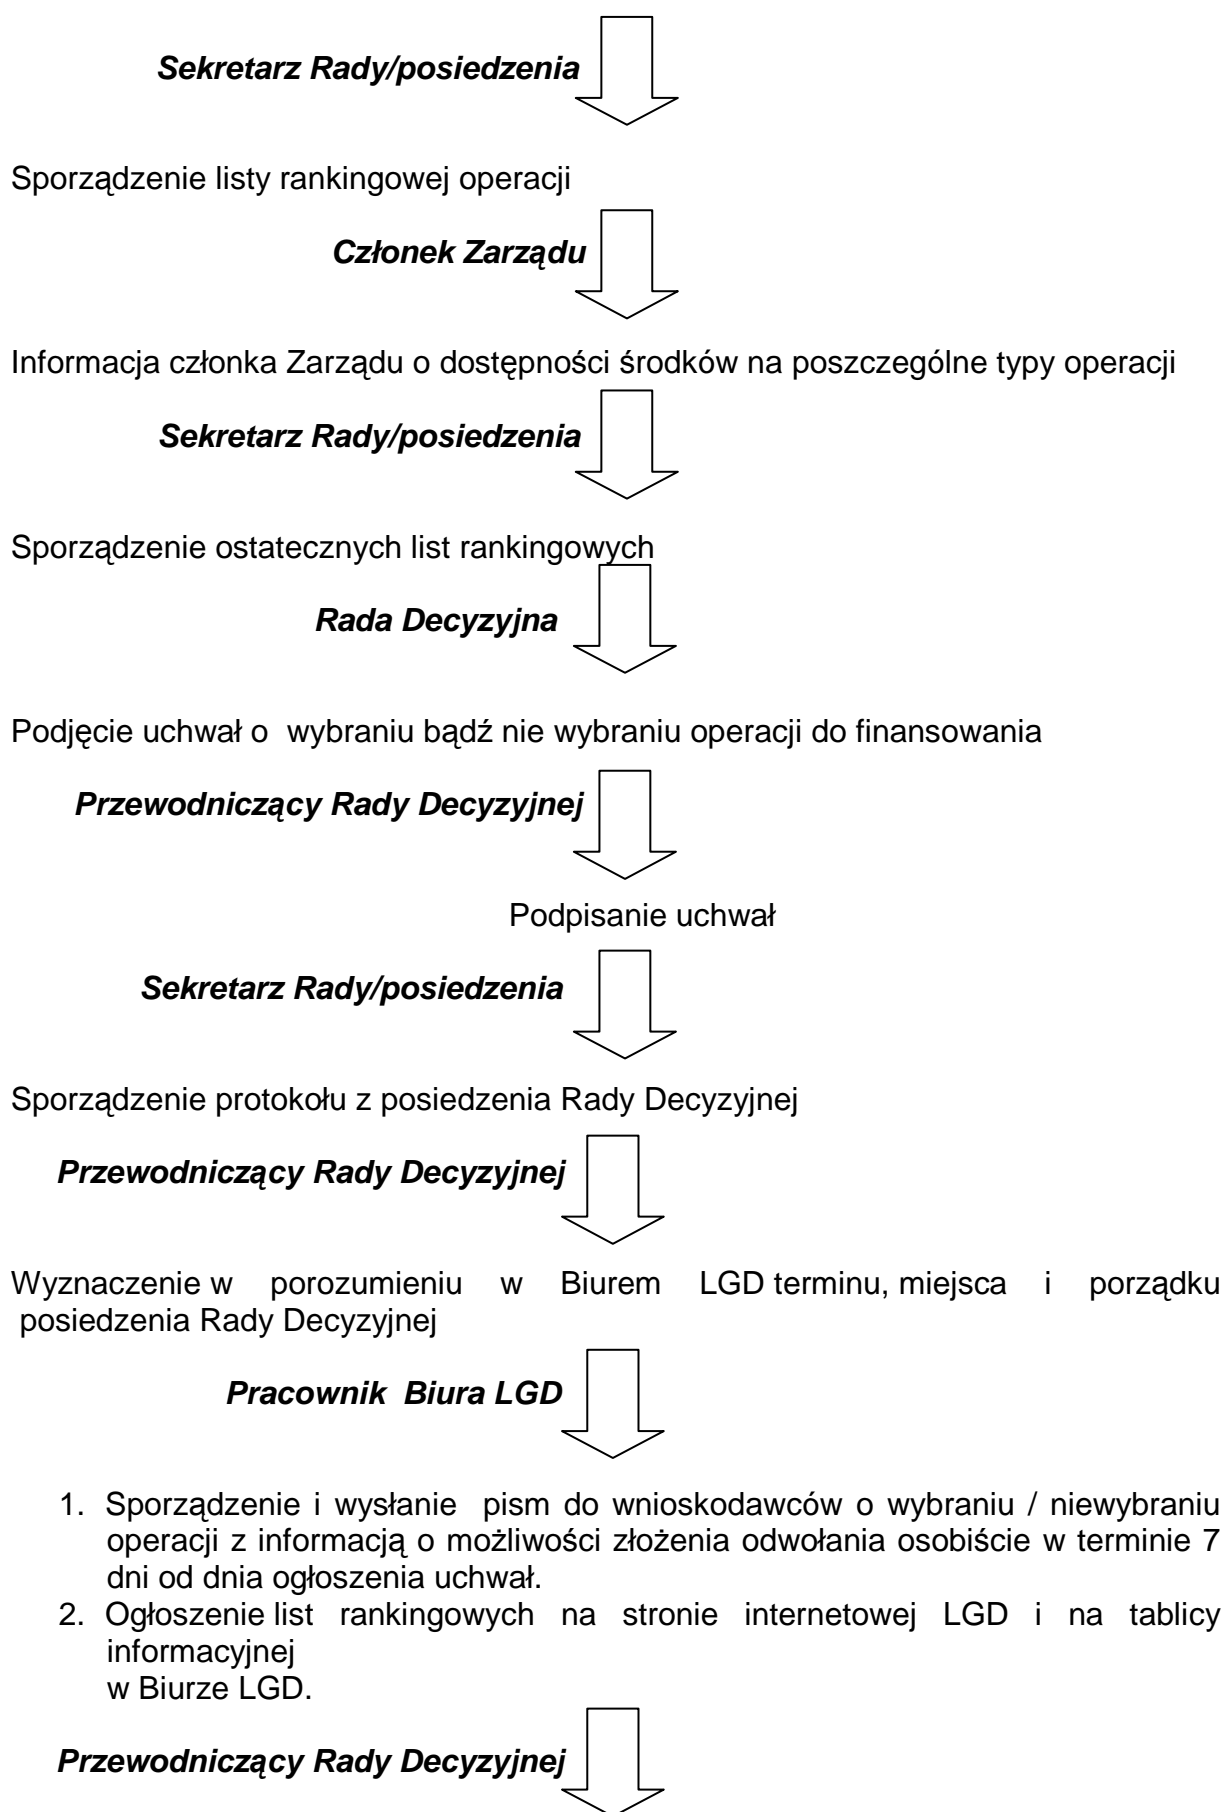 Sekretarz Rady/posiedzenia
Sporządzenie listy rankingowej operacji
Członek Zarządu
Informacja członka Zarządu o dostępności środków na poszczególne typy operacji
Sekretarz Rady/posiedzenia
Sporządzenie ostatecznych list rankingowych
Rada Decyzyjna
Podjęcie uchwał o wybraniu bądź nie wybraniu operacji do finansowania
Przewodniczący Rady Decyzyjnej
Podpisanie uchwał
Sekretarz Rady/posiedzenia
Sporządzenie protokołu z posiedzenia Rady Decyzyjnej
Przewodniczący Rady Decyzyjnej
Wyznaczenie w porozumieniu w Biurem LGD terminu, miejsca i porządku
posiedzenia Rady Decyzyjnej
Pracownik Biura LGD
1. Sporządzenie i wysłanie pism do wnioskodawców o wybraniu / niewybraniu
operacji z informacją o możliwości złożenia odwołania osobiście w terminie 7
dni od dnia ogłoszenia uchwał.
2. Ogłoszenie list rankingowych na stronie internetowej LGD i na tablicy
informacyjnej
w Biurze LGD.
Przewodniczący Rady Decyzyjnej